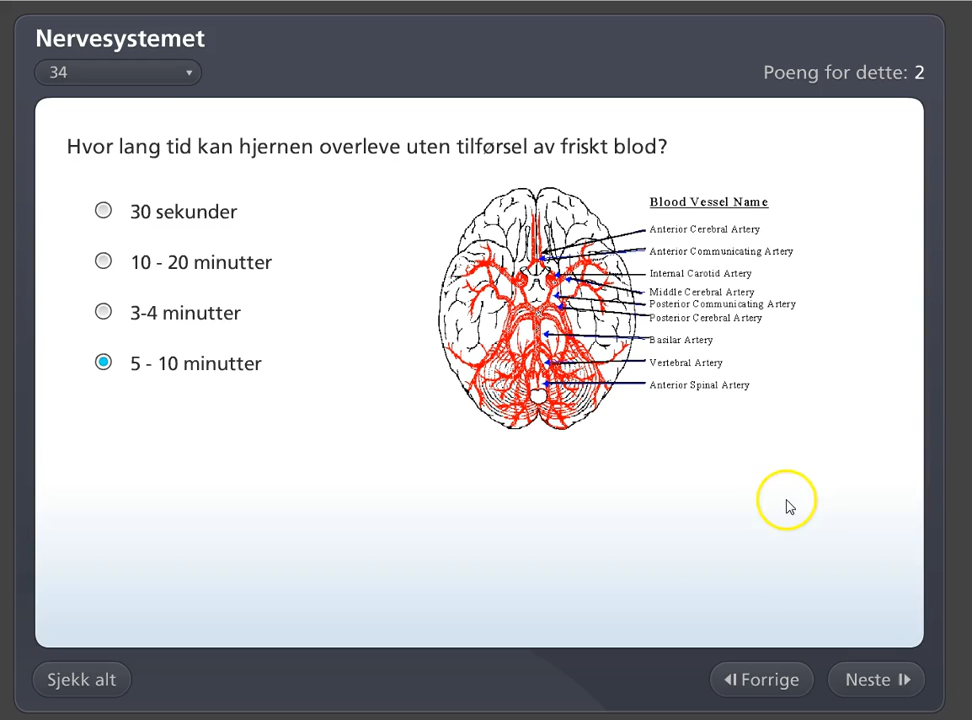 Nervesystemet
34
Poeng for dette: 2
Hvor lang tid kan hjernen overleve uten tilførsel av friskt blod?
30 sekunder
10 - 20 minutter
3-4 minutter
5 - 10 minutter
Blood Vessel Name
Anterior Cerebral Artery
Anterior Communicating Artery
Internal Carotid Artery
Middle Cerebral Artery
Posterior Communicating Artery
Posterior Cerebral Artery
Basilar Artery
Vertebral Artery
Anterior Spinal Artery
Sjekk alt
Forrige
Neste